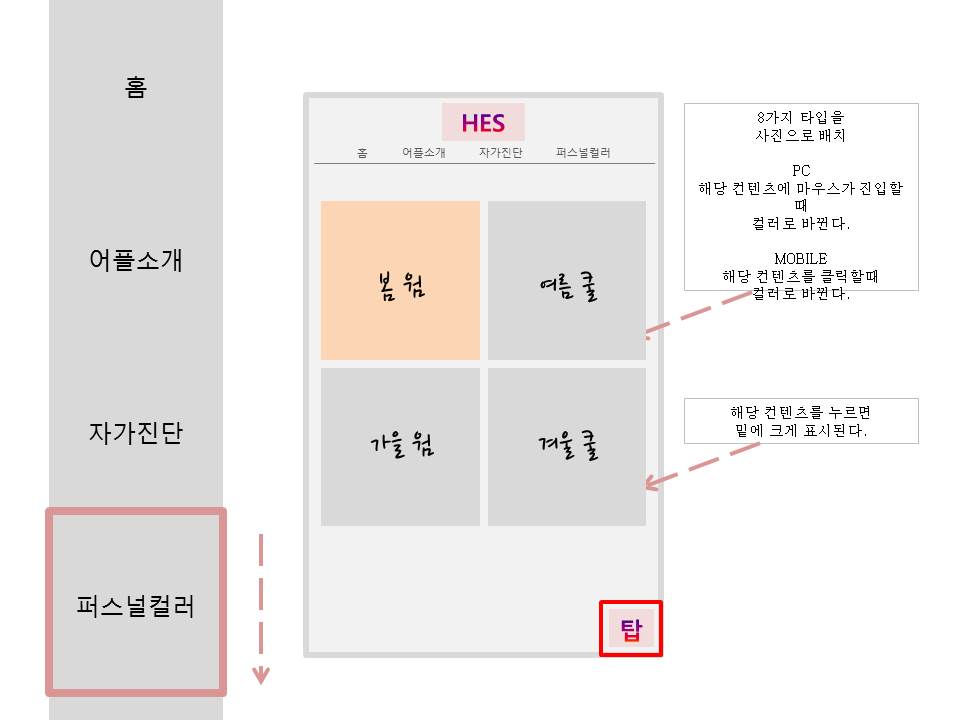 홈
어플소개
자가진단
퍼스널컬러
HES
홈 어플소개 자가진단 퍼스널컬러
봄 웜
여름 쿨
가을 웜
겨울 쿨
탑
8가지 타입을
사진으로 배치
PC
해당 컨텐츠에 마우스가 진입할
때
컬러로 바뀐다.
MOBILE
해당 컨텐츠를 클릭할때
컬러로 바뀐다.
해당 컨텐츠를 누르면
밑에 크게 표시된다.